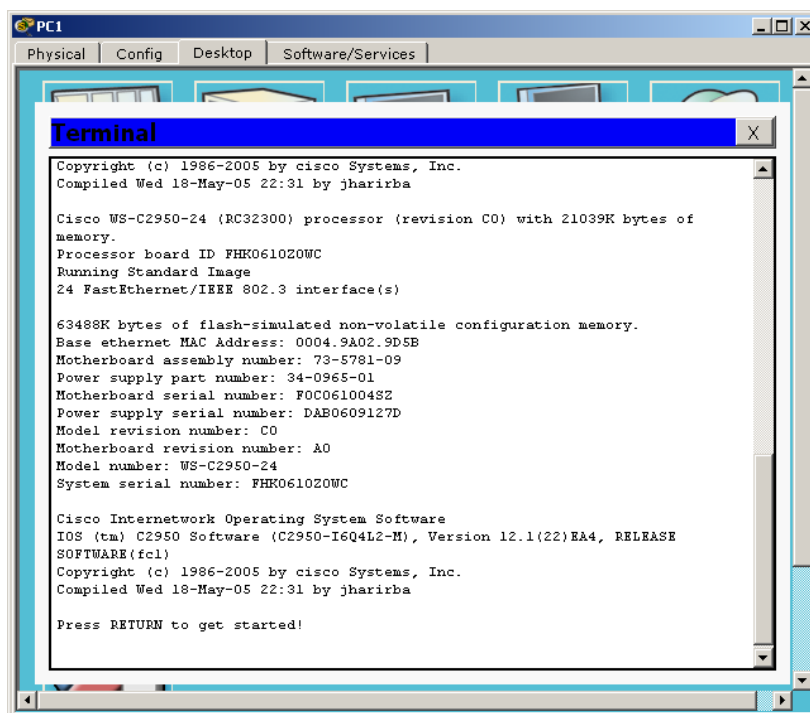 PC1
Physical Config Desktop Software/Services
Terminal X
Copyright (c) 1986-2005 by cisco Systems, Inc.
Compiled Wed 18-May-05 22:31 by jharirba
Cisco WS-C2950-24 (RC32300) processor (revision C0) with 21039K bytes of
memory.
Processor board ID FHK0610Z0WC
Running Standard Image
24 FastEthernet/IEEE 802.3 interface(s)
63488K bytes of flash-simulated non-volatile configuration memory.
Base ethernet MAC Address: 0004.9A02.9D5B
Motherboard assembly number: 73-5781-09
Power supply part number: 34-0965-01
Motherboard serial number: FOC061004SZ
Power supply serial number: DAB0609127D
Model revision number: C0
Motherboard revision number: A0
Model number: WS-C2950-24
System serial number: FHK0610Z0WC
Cisco Internetwork Operating System Software
IOS (tm) C2950 Software (C2950-I6Q4L2-M), Version 12.1(22)EA4, RELEASE
SOFTWARE(fc1)
Copyright (c) 1986-2005 by cisco Systems, Inc.
Compiled Wed 18-May-05 22:31 by jharirba
Press RETURN to get started!